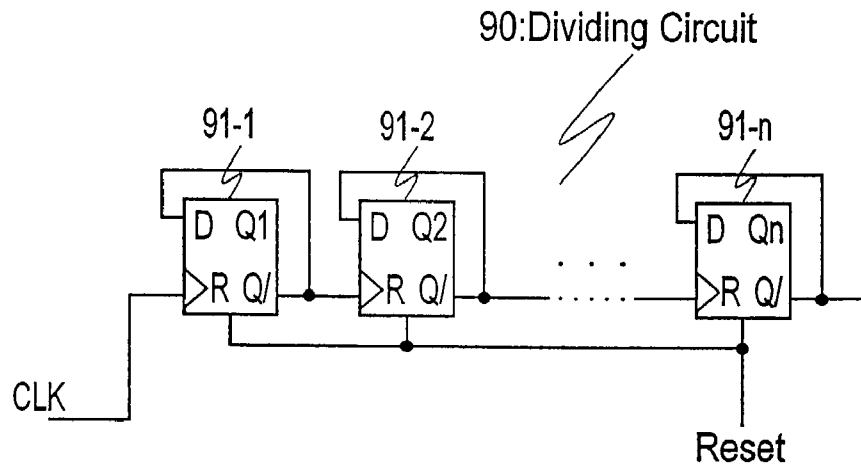 90:Dividing Circuit
91-1
91-2
91-n
D Q1
D Q2
D Qn
R Q/
R Q/
R Q/
. . .
.....
CLK
Reset